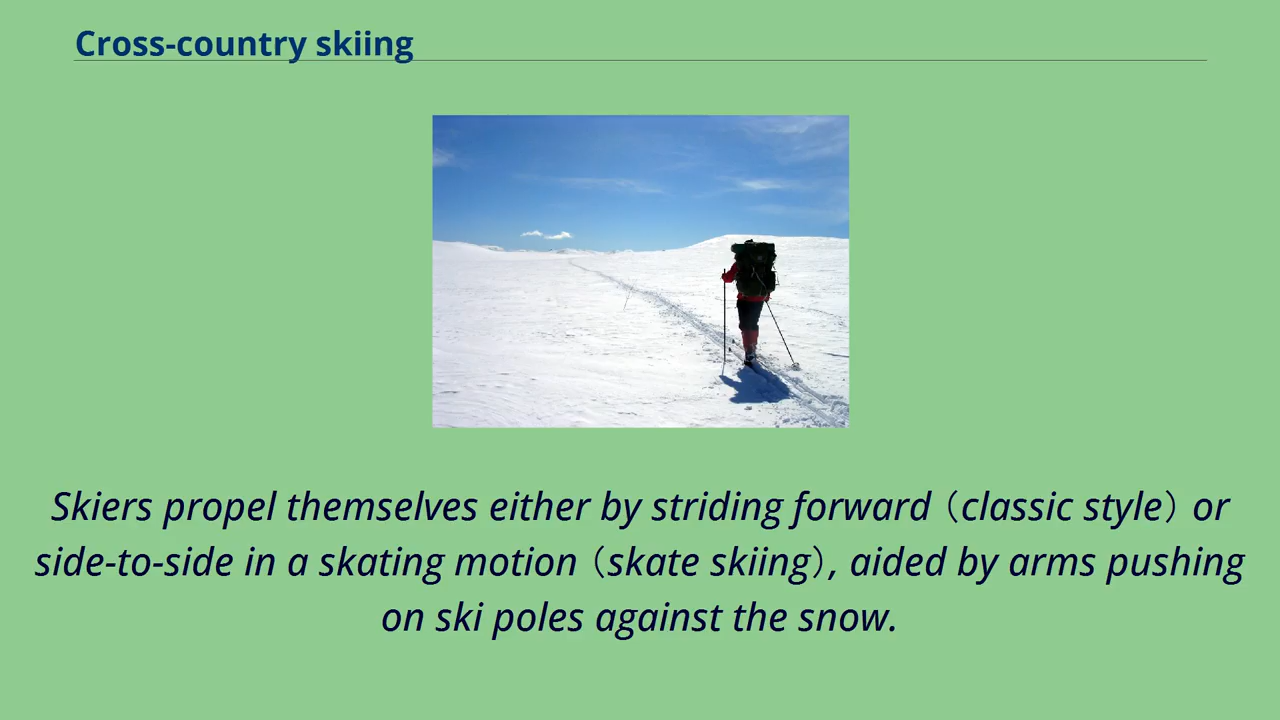 Cross-country skiing
Skiers propel themselves either by striding forward (classic style) or
side-to-side in a skating motion (skate skiing), aided by arms pushing
on ski poles against the snow.